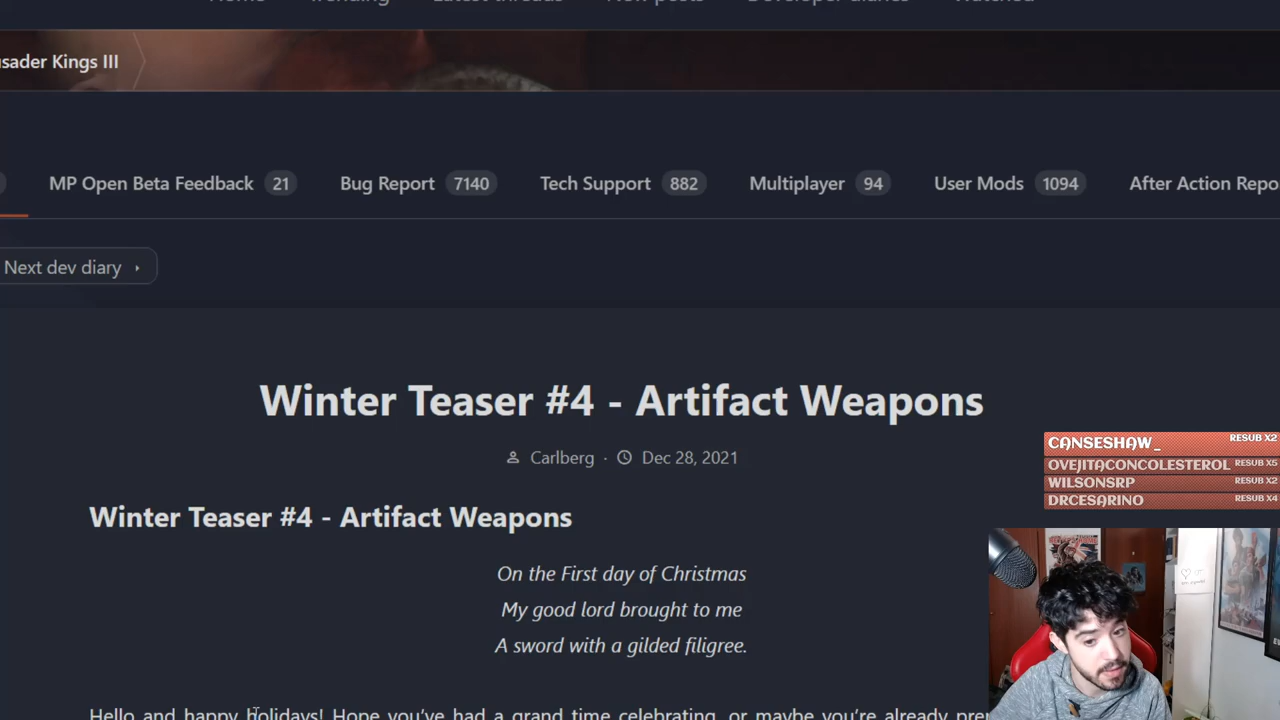 usader Kings III
MP Open Beta Feedback 21 Bug Report 7140 Tech Support 882 Multiplayer 94 User Mods 1094 After Action Repo
Next dev diary
Winter Teaser #4 - Artifact Weapons
Carlberg · Dec 28, 2021
Winter Teaser #4 - Artifact Weapons
On the First day of Christmas
My good lord brought to me
A sword with a gilded filigree.
Hello and happy holidays! Hope you've had a grand time celebrating, or maybe you're already
CANSESHAW_ RESUB X2
OVEJITACONCOLESTEROL RESUB X5
WILSONSRP RESUB X2
DRCESARINO RESUB X4